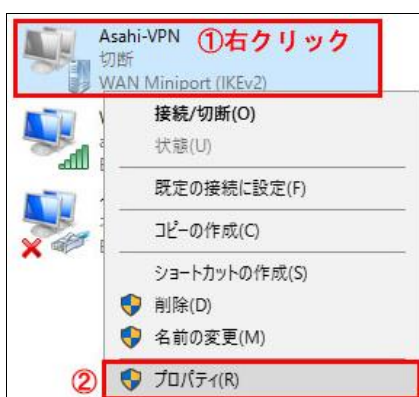 Asahi-VPN ①右クリック
切断
WAN Miniport (IKEv2)
接続/切断(O)
状態(U)
既定の接続に設定(F)
コピーの作成(C)
ショートカットの作成(S)
削除(D)
名前の変更(M)
② プロパティ(R)